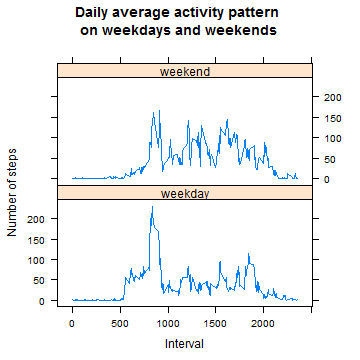 Daily average activity pattern
on weekdays and weekends
weekend
200
150
100
50
0
weekday
200
150
100
50
0
Number of steps
0 500 1000 1500 2000
Interval